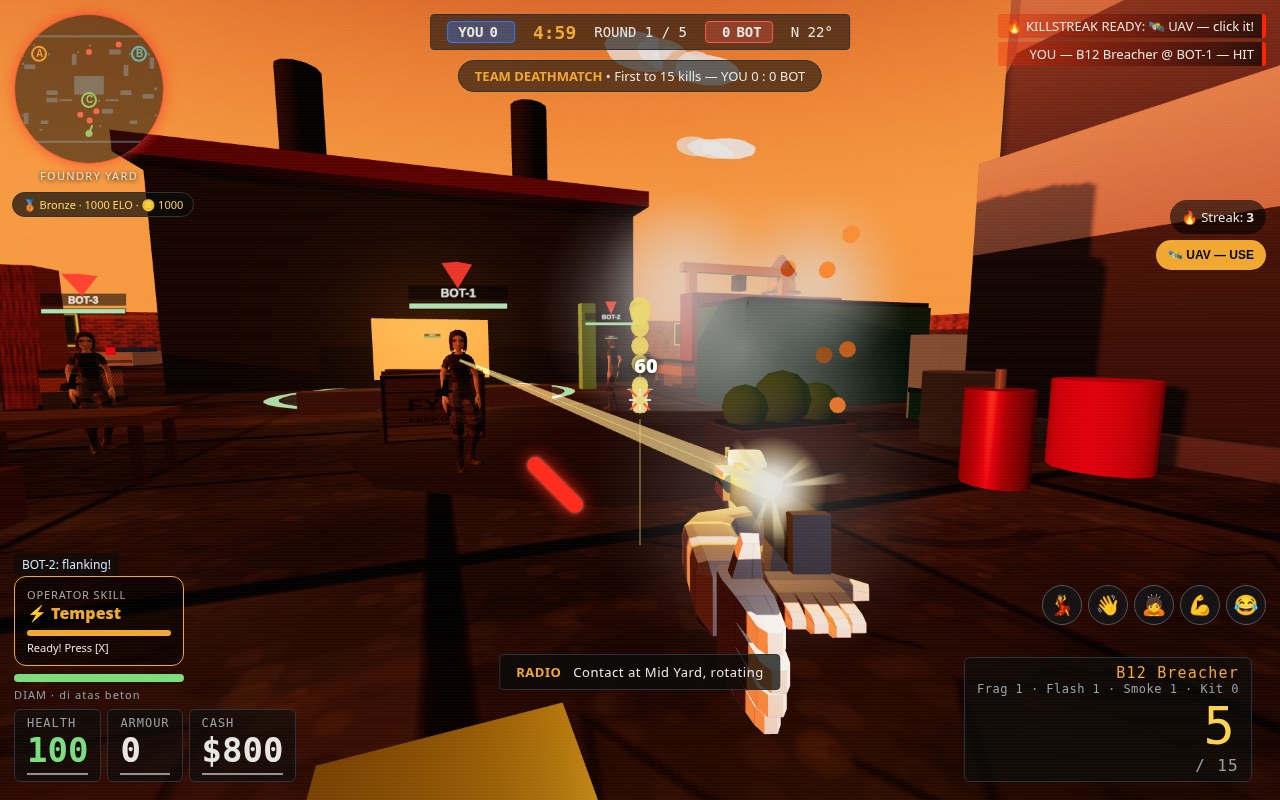 YOU 0
4:59
ROUND 1 / 5
0 BOT
N 22°
TEAM DEATHMATCH • First to 15 kills — YOU 0 : 0 BOT
🔥 KILLSTREAK READY: 🛰️ UAV — click it!
YOU — B12 Breacher @ BOT-1 — HIT
A
B
C
FOUNDRY YARD
🥉 Bronze · 1000 ELO · 🪙 1000
🔥 Streak: 3
🛰️ UAV — USE
BOT-3
BOT-1
BOT-2
60
BOT-2: flanking!
OPERATOR SKILL
⚡ Tempest
Ready! Press [X]
DIAM · di atas beton
HEALTH
100
ARMOUR
0
CASH
$800
RADIO Contact at Mid Yard, rotating
B12 Breacher
Frag 1 · Flash 1 · Smoke 1 · Kit 0
5
/ 15